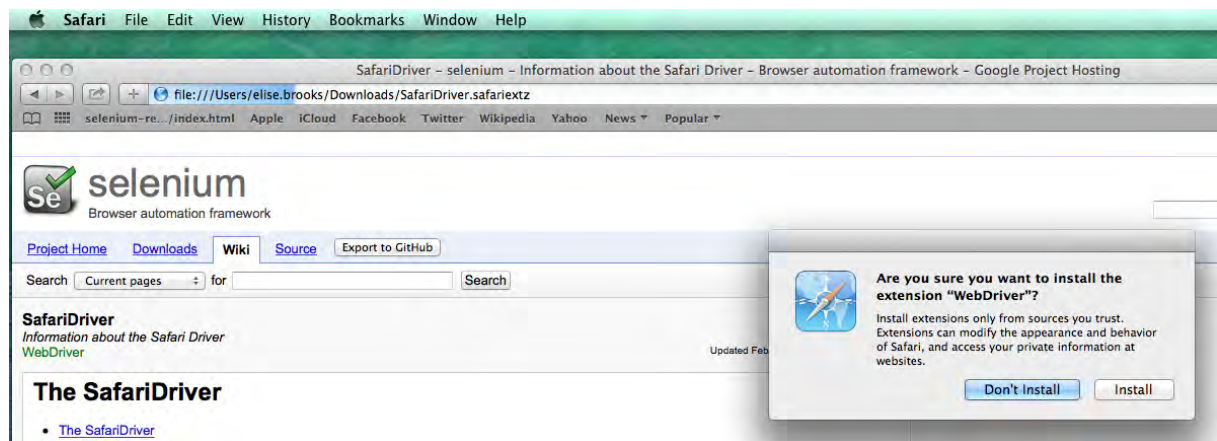 Safari File Edit View History Bookmarks Window Help
SafariDriver – selenium – Information about the Safari Driver – Browser automation framework – Google Project Hosting
file:///Users/elise.brooks/Downloads/SafariDriver.safariextz
selenium-re.../index.html Apple iCloud Facebook Twitter Wikipedia Yahoo News Popular
Se selenium
Browser automation framework
Project Home Downloads Wiki Source Export to GitHub
Search Current pages for Search
SafariDriver
Information about the Safari Driver
WebDriver
Updated Feb
The SafariDriver
• The SafariDriver
Are you sure you want to install the
extension “WebDriver”?
Install extensions only from sources you trust.
Extensions can modify the appearance and behavior
of Safari, and access your private information at
websites.
Don't Install Install